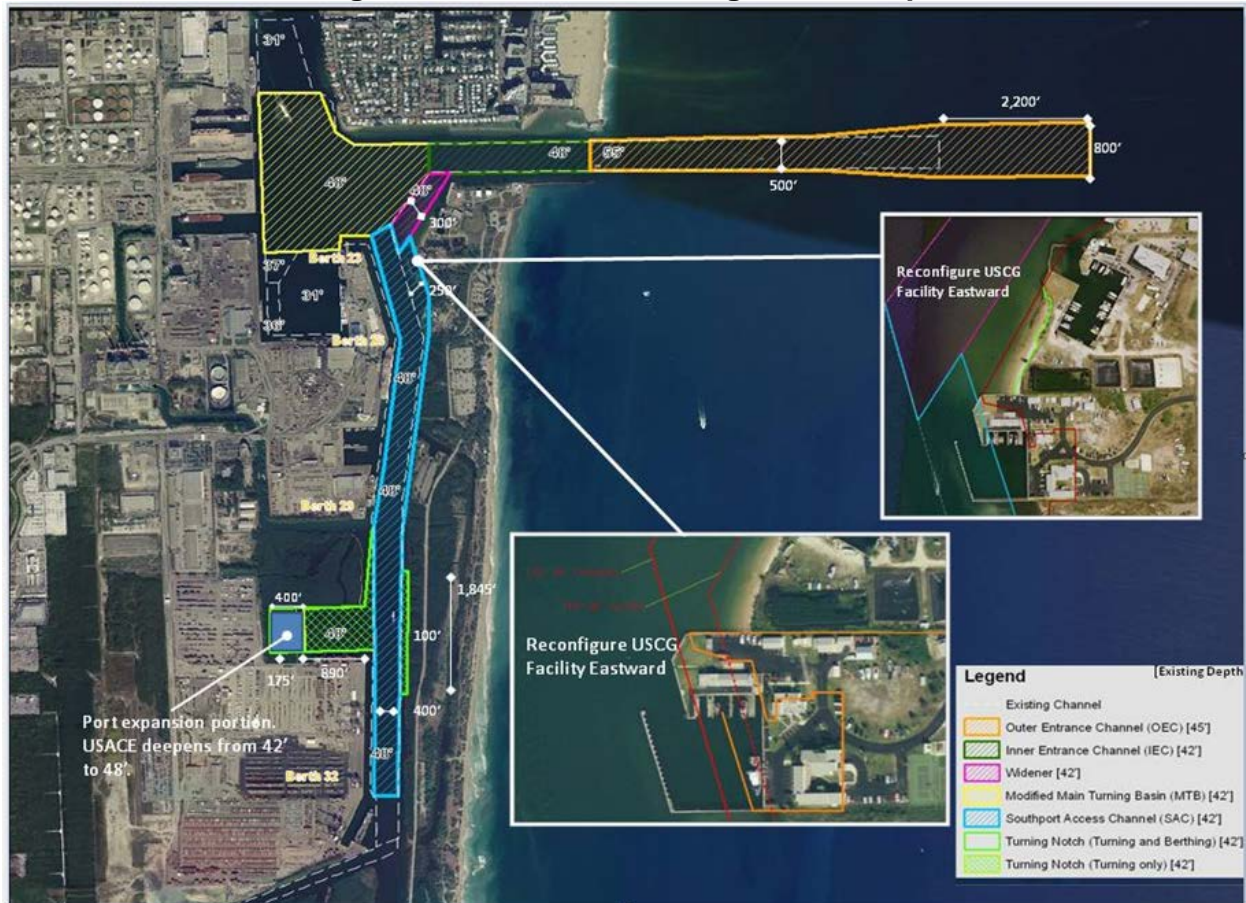 31'
2,200'
48'
55'
800'
48'
500'
48'
300'
Berth 23
37'
31'
290'
36'
Berth 28
48'
Reconfigure USCG
Facility Eastward
48'
Berth 29
400'
1,845'
48'
100'
175'
890'
400'
Port expansion portion.
USACE deepens from 42'
to 48'.
48'
Berth 32
Reconfigure USCG
Facility Eastward
Legend
[Existing Depth
Existing Channel
Outer Entrance Channel (OEC) [45']
Inner Entrance Channel (IEC) [42']
Widener [42']
Modified Main Turning Basin (MTB) [42']
Southport Access Channel (SAC) [42']
Turning Notch (Turning and Berthing) [42']
Turning Notch (Turning only) [42']